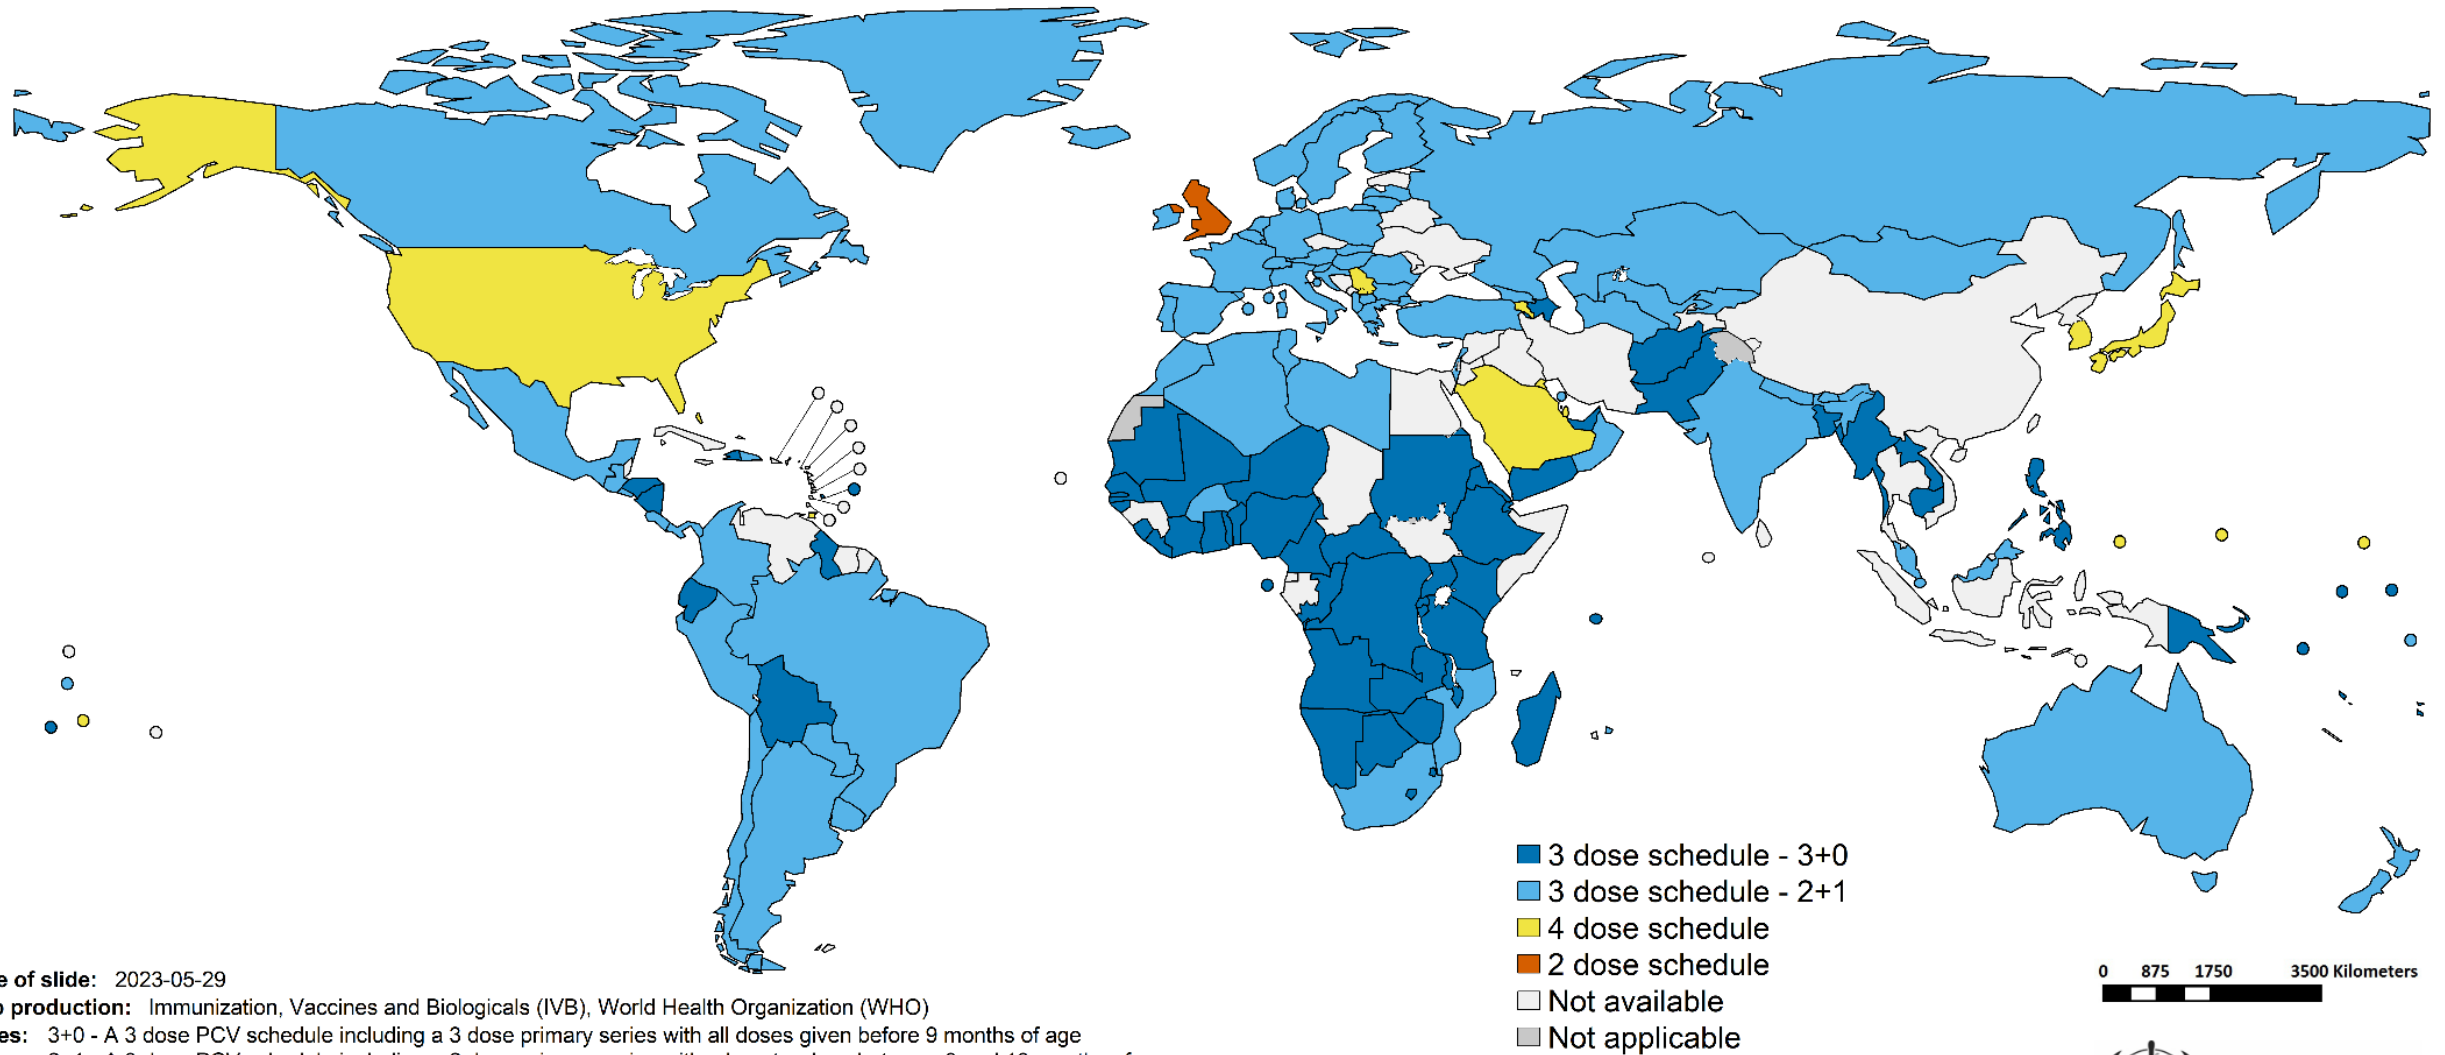 3 dose schedule - 3+0
3 dose schedule - 2+1
4 dose schedule
2 dose schedule
Not available
Not applicable
0 875 1750 3500 Kilometers
e of slide: 2023-05-29
production: Immunization, Vaccines and Biologicals (IVB), World Health Organization (WHO)
es: 3+0 - A 3 dose PCV schedule including a 3 dose primary series with all doses given before 9 months of age